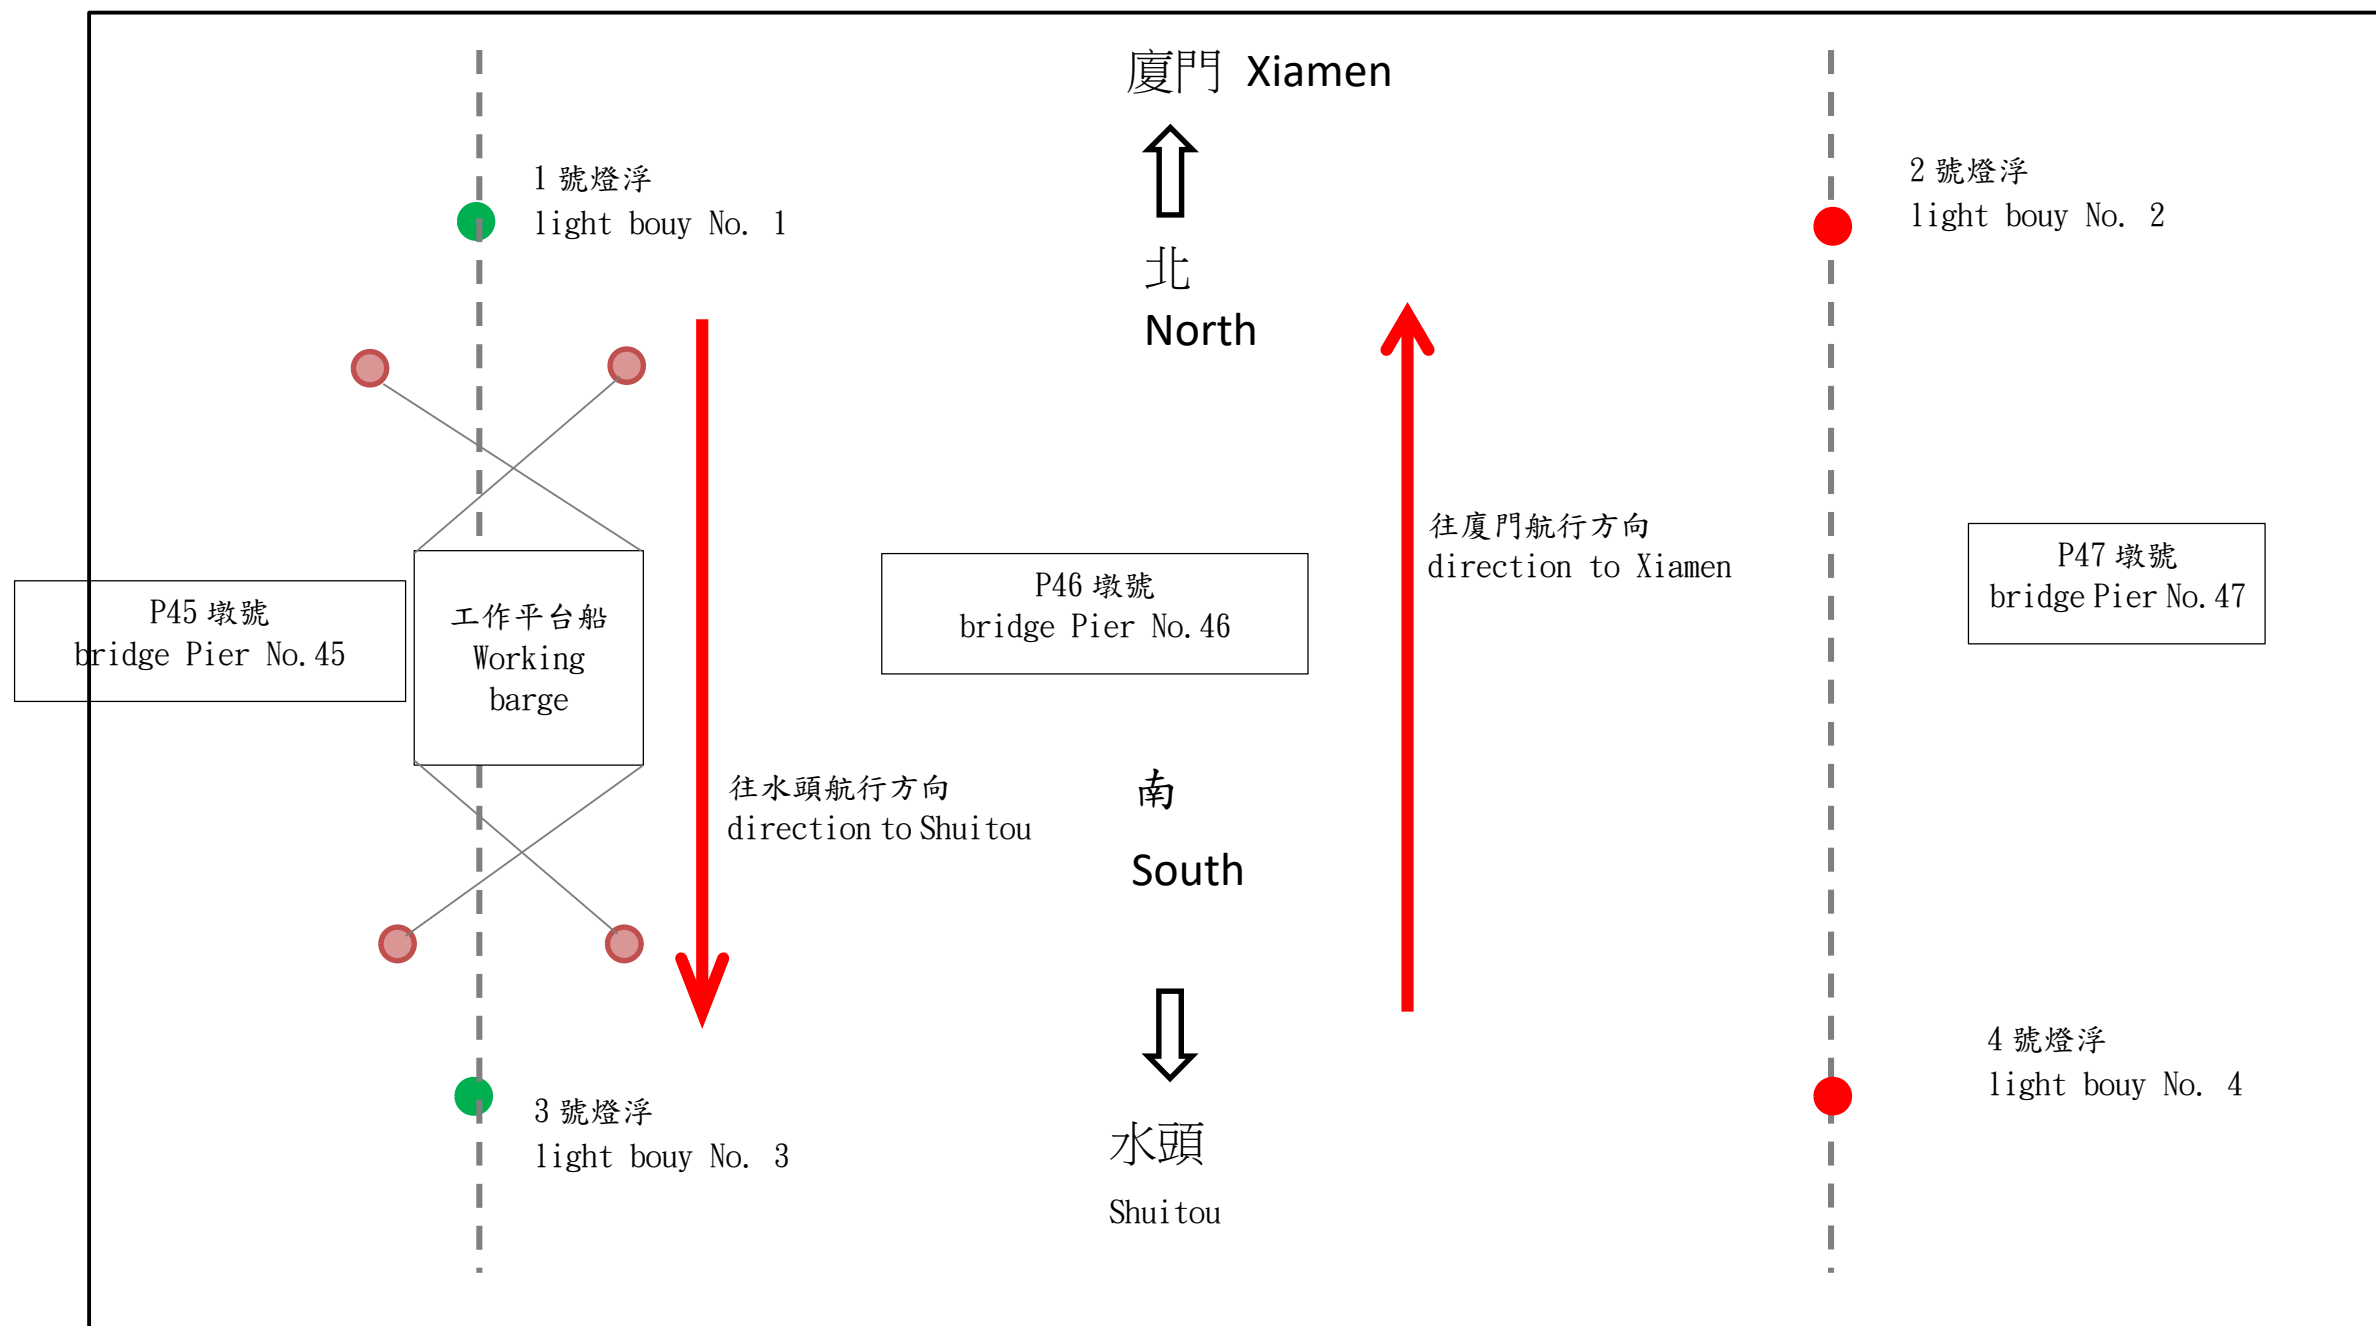 廈門 Xiamen
1 號燈浮
light bouy No. 1
2 號燈浮
light bouy No. 2
北
North
往廈門航行方向
direction to Xiamen
P45 墩號
bridge Pier No.45
工作平台船
Working
barge
P46 墩號
bridge Pier No.46
P47 墩號
bridge Pier No.47
往水頭航行方向
direction to Shuitou
南
South
3 號燈浮
light bouy No. 3
4 號燈浮
light bouy No. 4
水頭
Shuitou